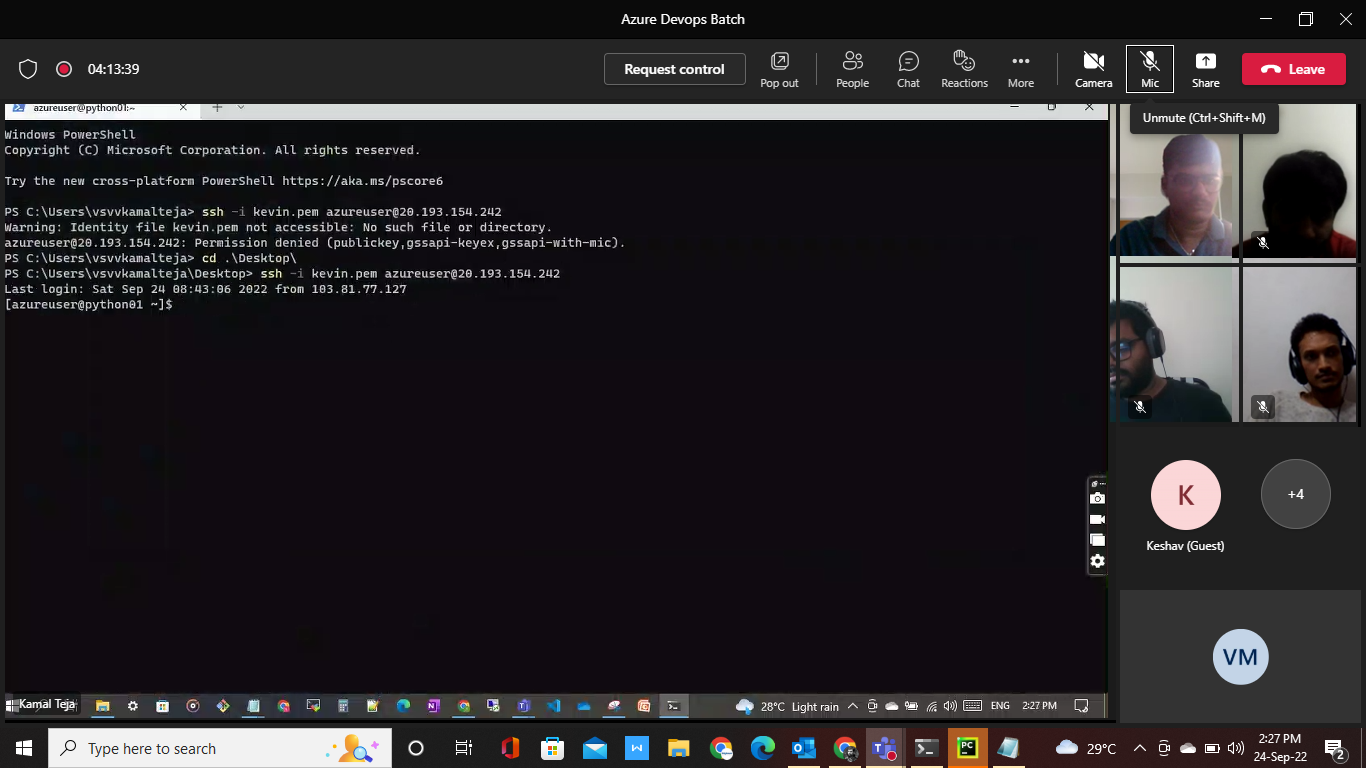 Azure Devops Batch
04:13:39
Request control
Pop out
People
Chat
Reactions
More
Camera
Mic
Share
Leave
Unmute (Ctrl+Shift+M)
azureuser@python01:~
Windows PowerShell
Copyright (C) Microsoft Corporation. All rights reserved.
Try the new cross-platform PowerShell https://aka.ms/pscore6
PS C:\Users\vsvvkamalteja> ssh -i kevin.pem azureuser@20.193.154.242
Warning: Identity file kevin.pem not accessible: No such file or directory.
azureuser@20.193.154.242: Permission denied (publickey,gssapi-keyex,gssapi-with-mic).
PS C:\Users\vsvvkamalteja> cd .\Desktop\
PS C:\Users\vsvvkamalteja\Desktop> ssh -i kevin.pem azureuser@20.193.154.242
Last login: Sat Sep 24 08:43:06 2022 from 103.81.77.127
[azureuser@python01 ~]$
K
+4
Keshav (Guest)
VM
Kamal Teja
28°C Light rain
ENG
2:27 PM
Type here to search
W
PC
29°C
2:27 PM
24-Sep-22
2